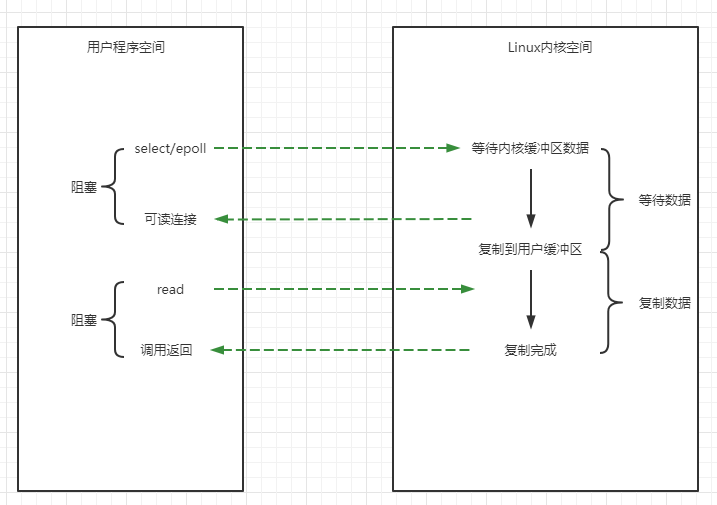 用户程序空间
Linux内核空间
select/epoll
等待内核缓冲区数据
阻塞
等待数据
可读连接
复制到用户缓冲区
read
复制数据
阻塞
调用返回
复制完成